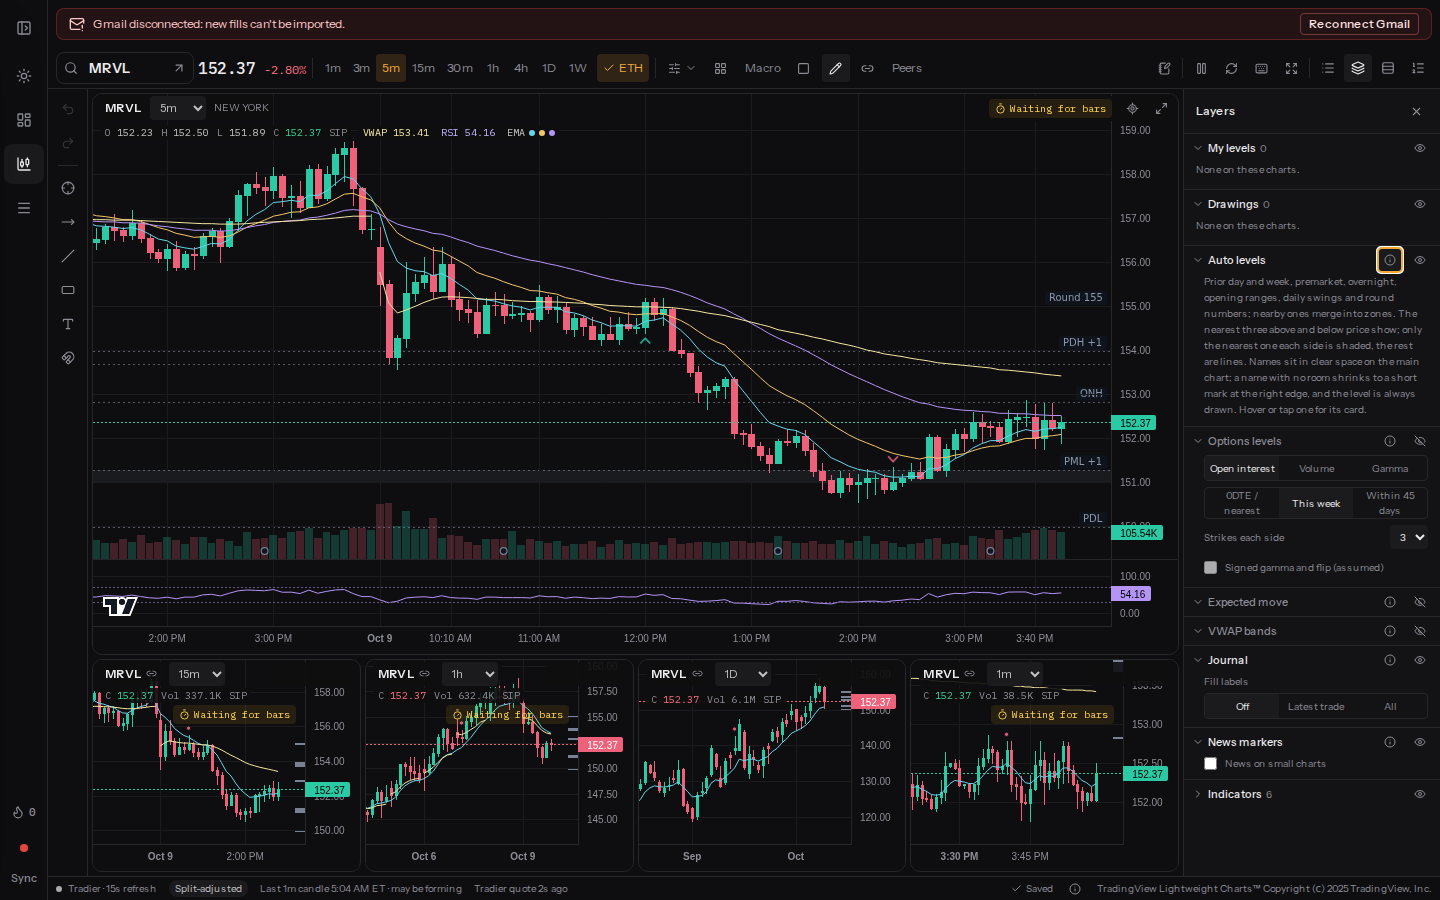 Gmail disconnected: new fills can't be imported.
Reconnect Gmail
MRVL
152.37 -2.80%
1m 3m 5m 15m 30m 1h 4h 1D 1W
ETH
Macro
Peers
MRVL 5m NEW YORK
Waiting for bars
O 152.23 H 152.50 L 151.89 C 152.37 SIP VWAP 153.41 RSI 54.16 EMA
159.00
158.00
157.00
156.00
155.00
154.00
153.00
152.37
152.00
151.00
105.54K
100.00
54.16
0.00
Round 155
PDH +1
ONH
PML +1
PDL
2:00 PM 3:00 PM Oct 9 10:10 AM 11:00 AM 12:00 PM 1:00 PM 2:00 PM 3:00 PM 3:40 PM
MRVL 15m
C 152.37 Vol 337.1K SIP
Waiting for bars
158.00
156.00
154.00
152.37
150.00
Oct 9 2:00 PM
MRVL 1h
C 152.37 Vol 632.4K SIP
Waiting for bars
157.50
155.00
152.37
150.00
147.50
145.00
Oct 6 Oct 9
MRVL 1D
C 152.37 Vol 6.1M SIP
152.37
150.00
140.00
130.00
120.00
Sep Oct
MRVL 1m
C 152.37 Vol 38.5K SIP
Waiting for bars
153.00
152.50
152.37
152.00
3:30 PM 3:45 PM
Layers
My levels 0
None on these charts.
Drawings 0
None on these charts.
Auto levels
Prior day and week, premarket, overnight,
opening ranges, daily swings and round
numbers; nearby ones merge into zones. The
nearest three above and below price show; only
the nearest one each side is shaded, the rest
are lines. Names sit in clear space on the main
chart; a name with no room shrinks to a short
mark at the right edge, and the level is always
drawn. Hover or tap one for its card.
Options levels
Open interest Volume Gamma
0DTE / nearest This week Within 45 days
Strikes each side 3
Signed gamma and flip (assumed)
Expected move
VWAP bands
Journal
Fill labels
Off Latest trade All
News markers
News on small charts
Indicators 6
0
Sync
Tradier · 15s refresh Split-adjusted Last 1m candle 5:04 AM ET · may be forming Tradier quote 2s ago
Saved
TradingView Lightweight Charts™ Copyright (c) 2025 TradingView, Inc.